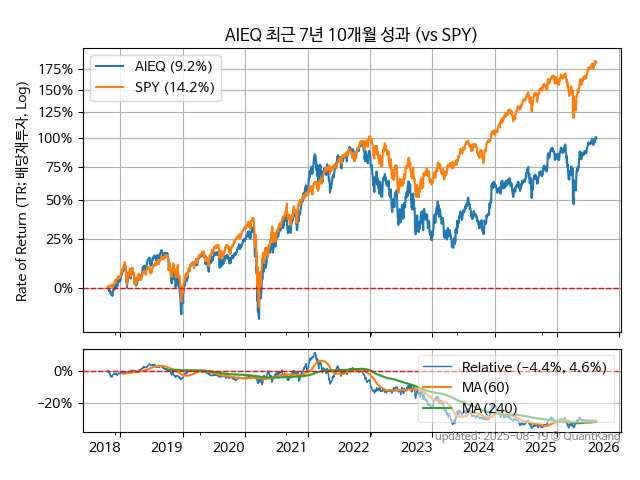 AIEQ 최근 7년 10개월 성과 (vs SPY)
AIEQ (9.2%)
SPY (14.2%)
Rate of Return (TR: 배당재투자, Log)
175%
150%
125%
100%
75%
50%
25%
0%
Relative (−4.4%, 4.6%)
MA(60)
MA(240)
0%
−20%
updated: 2025-08-19 @ QuantKang
2018 2019 2020 2021 2022 2023 2024 2025 2026